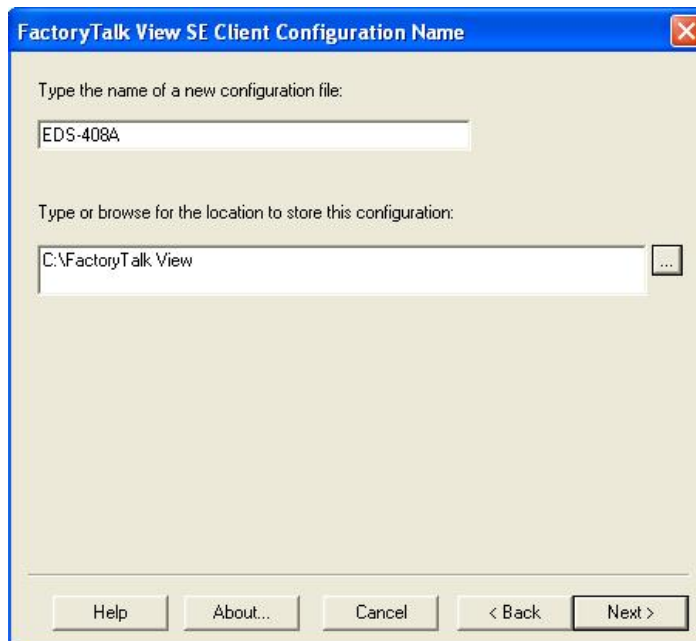 FactoryTalk View SE Client Configuration Name
Type the name of a new configuration file:
EDS-408A
Type or browse for the location to store this configuration:
C:\FactoryTalk View
...
Help About... Cancel < Back Next >